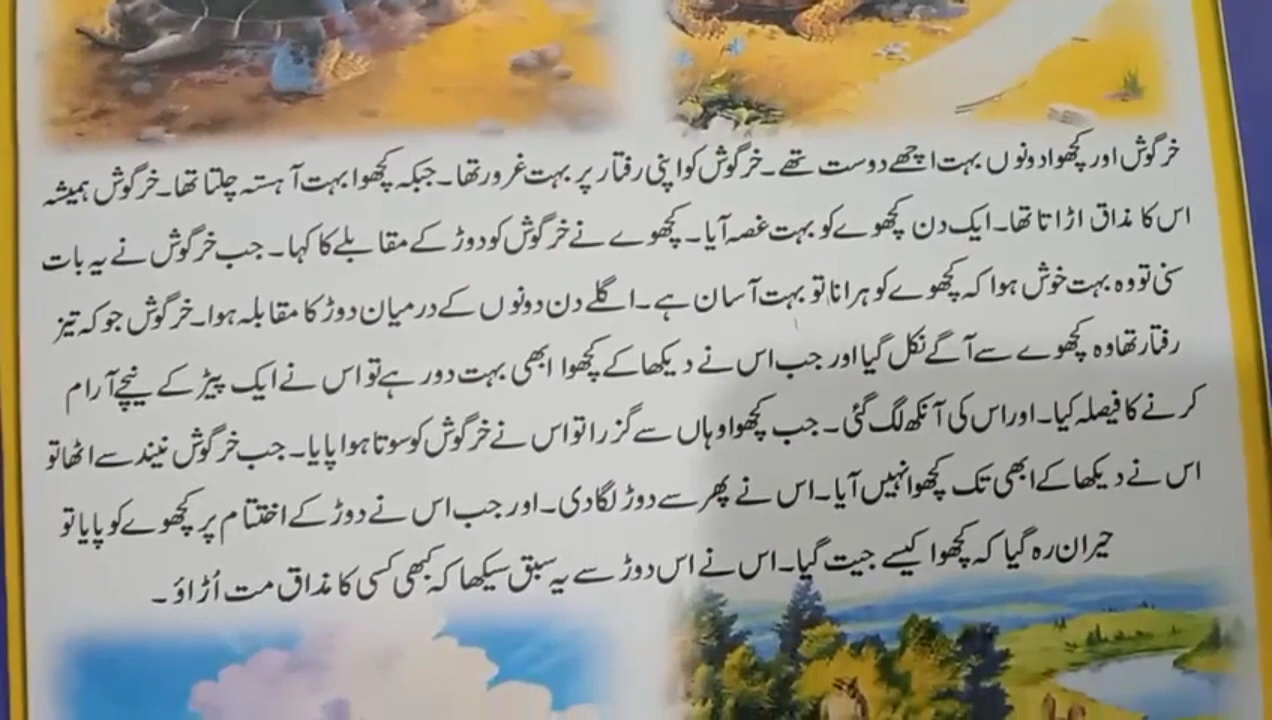 خرگوش اور کچھوا دونوں بہت اچھے دوست تھے۔ خرگوش کو اپنی رفتار پر بہت غرور تھا۔ جبکہ کچھوا بہت آہستہ چلتا تھا۔ خرگوش ہمیشہ
اس کا مذاق اڑاتا تھا۔ ایک دن کچھوے کو بہت غصہ آیا۔ کچھوے نے خرگوش کو دوڑ کے مقابلے کا کہا۔ جب خرگوش نے یہ بات
سنی تو وہ بہت خوش ہوا کہ کچھوے کو ہرانا تو بہت آسان ہے۔ اگلے دن دونوں کے درمیان دوڑ کا مقابلہ ہوا۔ خرگوش جو کہ تیز
رفتار تھا وہ کچھوے سے آگے نکل گیا اور جب اس نے دیکھا کے کچھوا ابھی بہت دور ہے تو اس نے ایک پیڑ کے نیچے آرام
کرنے کا فیصلہ کیا۔ اور اس کی آنکھ لگ گئی۔ جب کچھوا وہاں سے گزرا تو اس نے خرگوش کو سوتا ہوا پایا۔ جب خرگوش نیند سے اٹھا تو
اس نے دیکھا کے ابھی تک کچھوا نہیں آیا۔ اس نے پھر سے دوڑ لگا دی۔ اور جب اس نے دوڑ کے اختتام پر کچھوے کو پایا تو
حیران رہ گیا کہ کچھوا کیسے جیت گیا۔ اس نے اس دوڑ سے یہ سبق سیکھا کہ کبھی کسی کا مذاق مت اُڑاؤ۔